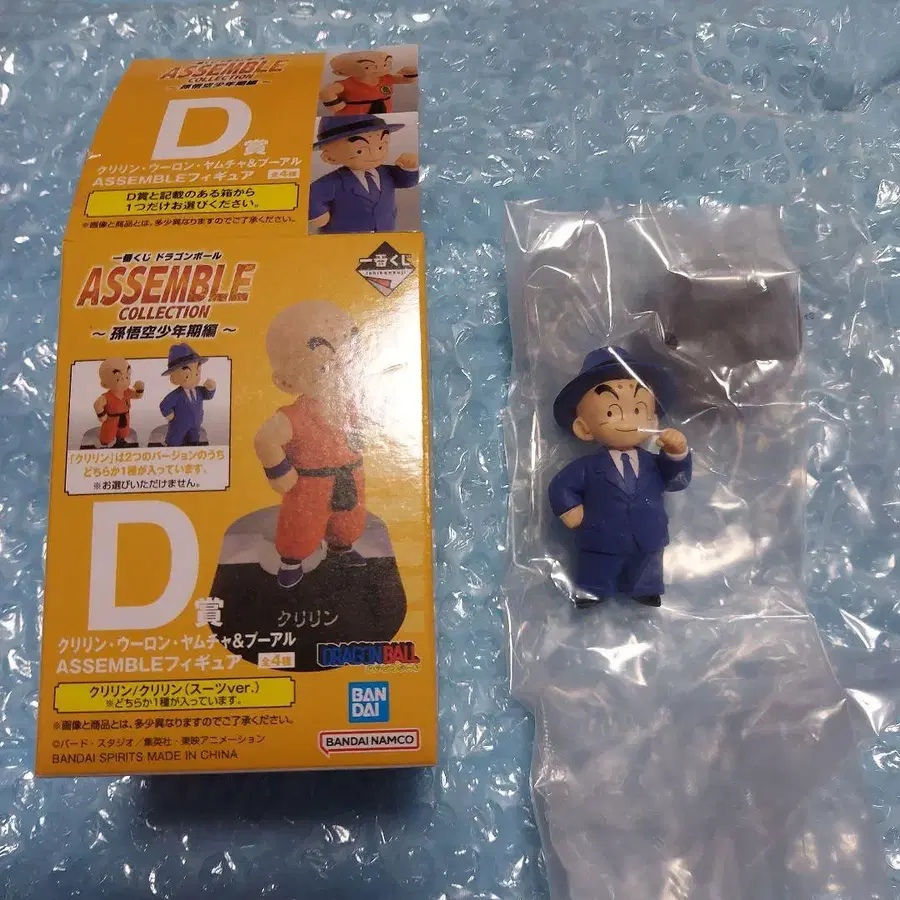 ASSEMBLE
COLLECTION
~ 孫悟空少年期編 ~
D賞
クリリン・ウーロン・ヤムチャ&プーアル
ASSEMBLEフィギュア 全4種
D賞と記載のある箱から
1つだけお選びください。
※画像と商品とは、多少異なりますのでご了承ください。
一番くじ ドラゴンボール
ASSEMBLE
COLLECTION
~ 孫悟空少年期編 ~
一番くじ
ichibankuji
「クリリン」は2つのバージョンのうち
どちらか1種が入っています。
※お選びいただけません。
D賞
クリリン
クリリン・ウーロン・ヤムチャ&プーアル
ASSEMBLEフィギュア 全4種
DRAGONBALL
クリリン/クリリン(スーツver.)
※どちらか1種が入っています。
BAN
DAI
※画像と商品とは、多少異なりますのでご了承ください。
©バード・スタジオ/集英社・東映アニメーション
BANDAI SPIRITS MADE IN CHINA
BANDAI NAMCO